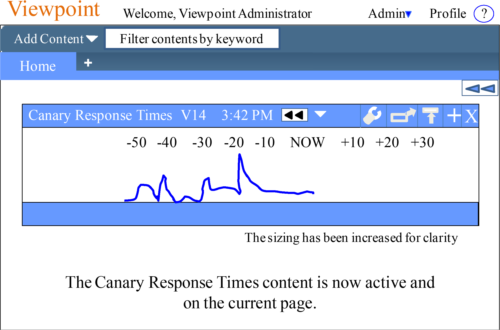 Viewpoint Welcome, Viewpoint Administrator Admin▾ Profile ?
Add Content Filter contents by keyword
Home +
Canary Response Times V14 3:42 PM + X
-50 -40 -30 -20 -10 NOW +10 +20 +30
The sizing has been increased for clarity
The Canary Response Times content is now active and
on the current page.